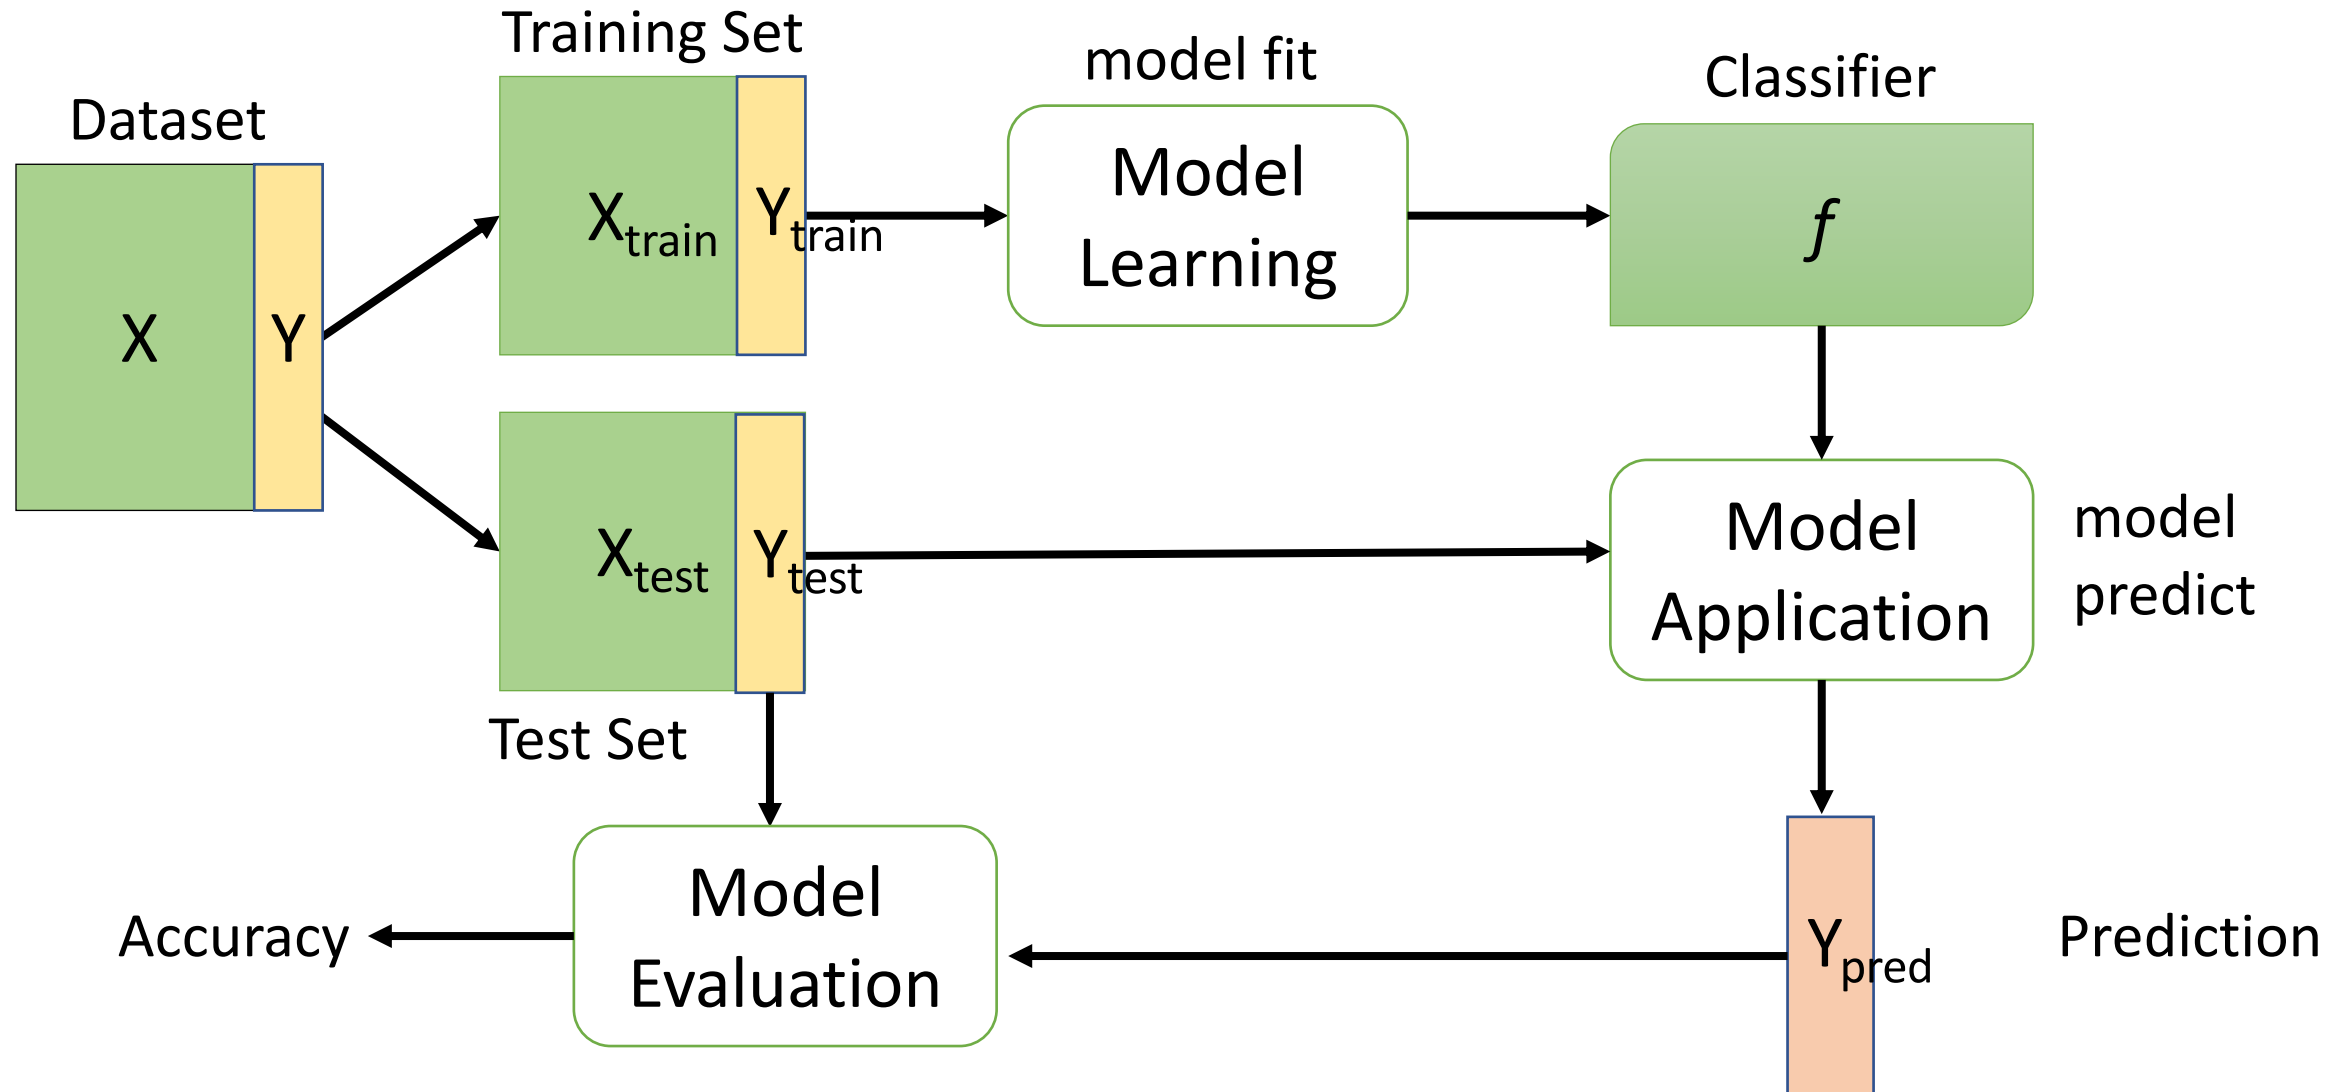 Training Set
model fit
Classifier
Dataset
X
Y
Xtrain
Ytrain
Model
Learning
f
Xtest
Ytest
Model
Application
model
predict
Test Set
Model
Evaluation
Accuracy
Ypred
Prediction